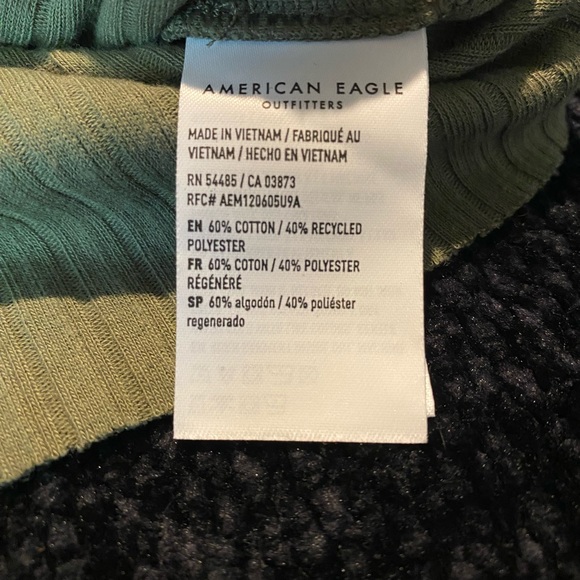 AMERICAN EAGLE
OUTFITTERS
MADE IN VIETNAM / FABRIQUÉ AU
VIETNAM / HECHO EN VIETNAM
RN 54485 / CA 03873
RFC# AEM120605U9A
EN 60% COTTON / 40% RECYCLED
POLYESTER
FR 60% COTON / 40% POLYESTER
RÉGÉNÉRÉ
SP 60% algodón / 40% poliéster
regenerado